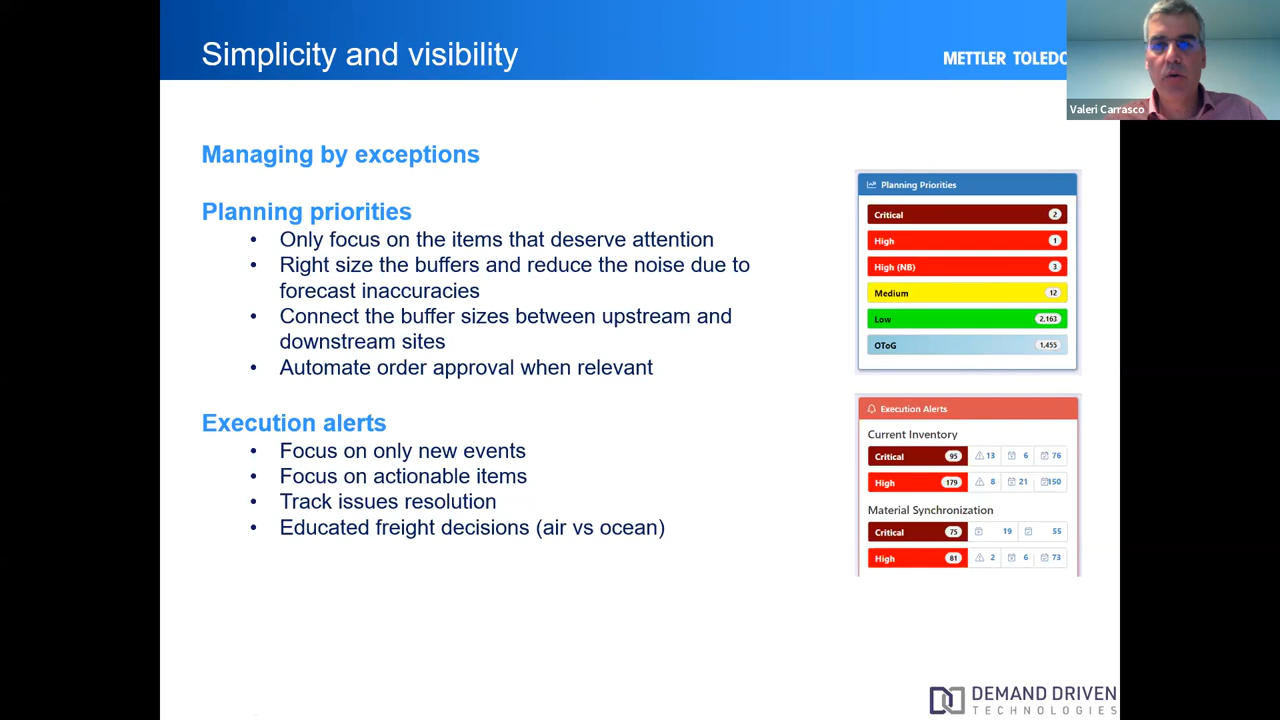 Simplicity and visibility
METTLER TOLEDO
Valeri Carrasco
Managing by exceptions
Planning priorities
• Only focus on the items that deserve attention
• Right size the buffers and reduce the noise due to
forecast inaccuracies
• Connect the buffer sizes between upstream and
downstream sites
• Automate order approval when relevant
Execution alerts
• Focus on only new events
• Focus on actionable items
• Track issues resolution
• Educated freight decisions (air vs ocean)
Planning Priorities
Critical 2
High 1
High (NB) 3
Medium 12
Low 2,163
OToG 1,455
Execution Alerts
Current Inventory
Critical 95 13 6 76
High 179 8 21 150
Material Synchronization
Critical 75 19 55
High 81 2 6 73
DEMAND DRIVEN
TECHNOLOGIES